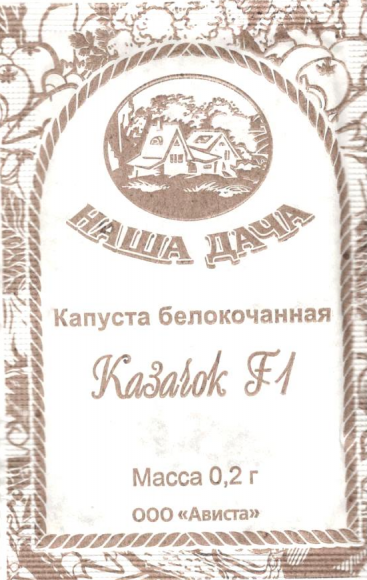 НАША ДАЧА
Капуста белокочанная
Казачок F1
Масса 0,2 г
ООО «Ависта»